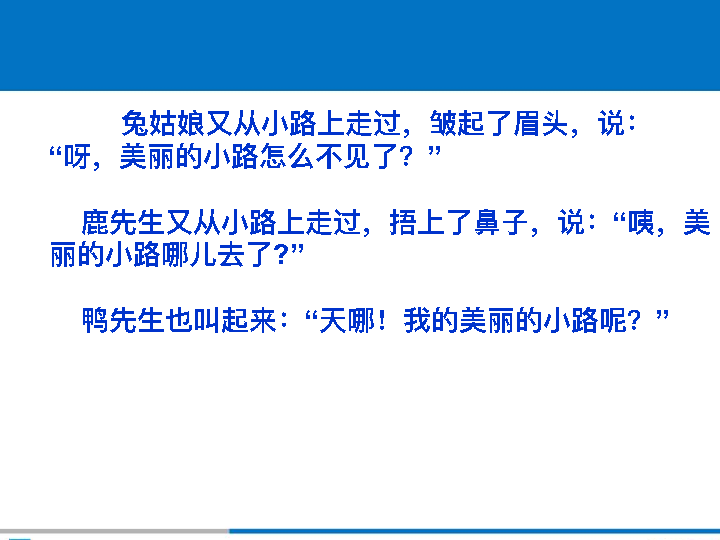 兔姑娘又从小路上走过，皱起了眉头，说：
“呀，美丽的小路怎么不见了？”
鹿先生又从小路上走过，捂上了鼻子，说：“咦，美
丽的小路哪儿去了?”
鸭先生也叫起来：“天哪！我的美丽的小路呢？”